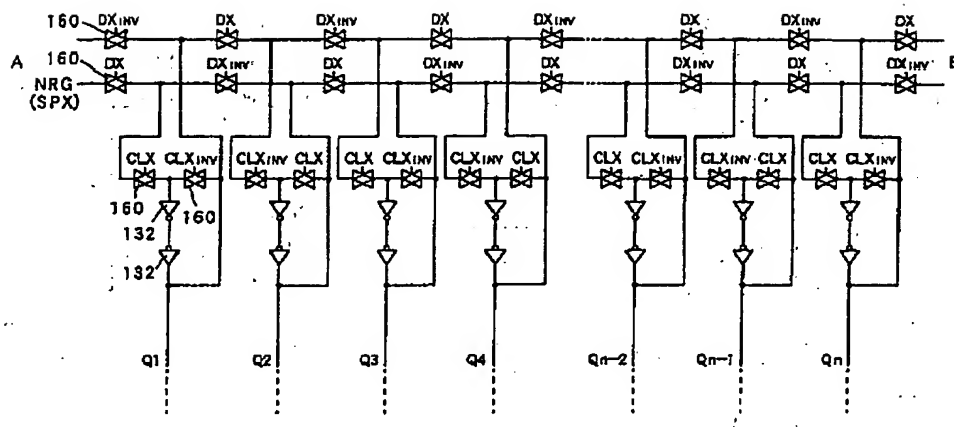 160 DXINV DX DXINV DX DXINV DX DXINV DX
A
160 DX DXINV DX DXINV DX DXINV DX DXINV
NRG
(SPX)
CLX CLXINV CLXINV CLX CLX CLXINV CLXINV CLX CLX CLXINV CLXINV CLX CLX CLXINV
160 160
132
132
Q1 Q2 Q3 Q4 Qn-2 Qn-1 Qn